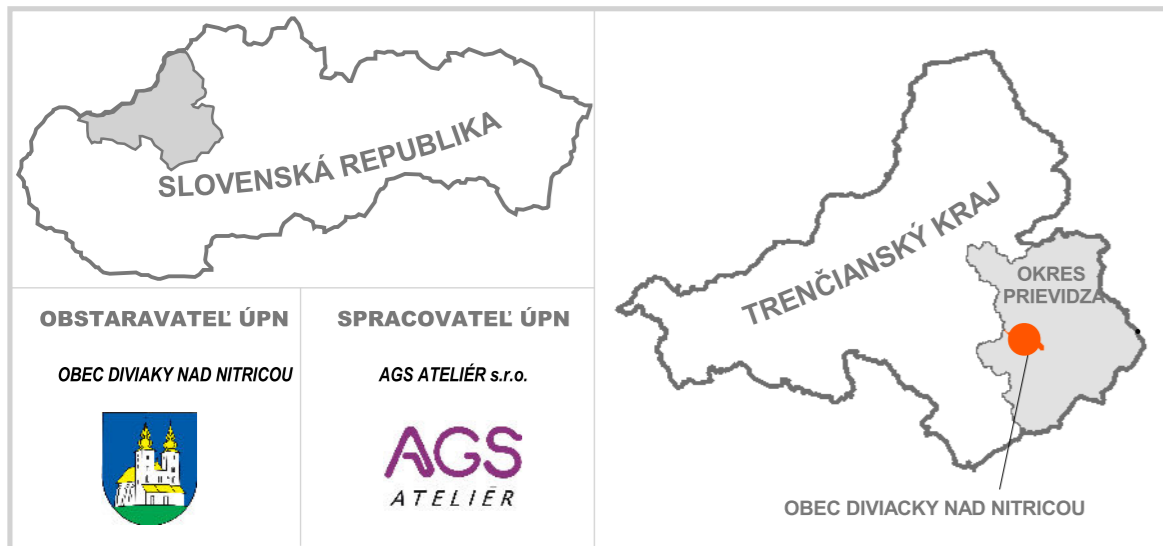 SLOVENSKÁ REPUBLIKA
OBSTARAVATEĽ ÚPN
OBEC DIVIAKY NAD NITRICOU
SPRACOVATEĽ ÚPN
AGS ATELIÉR s.r.o.
AGS
ATELIÉR
TRENČIANSKÝ KRAJ
OKRES
PRIEVIDZA
OBEC DIVIACKY NAD NITRICOU